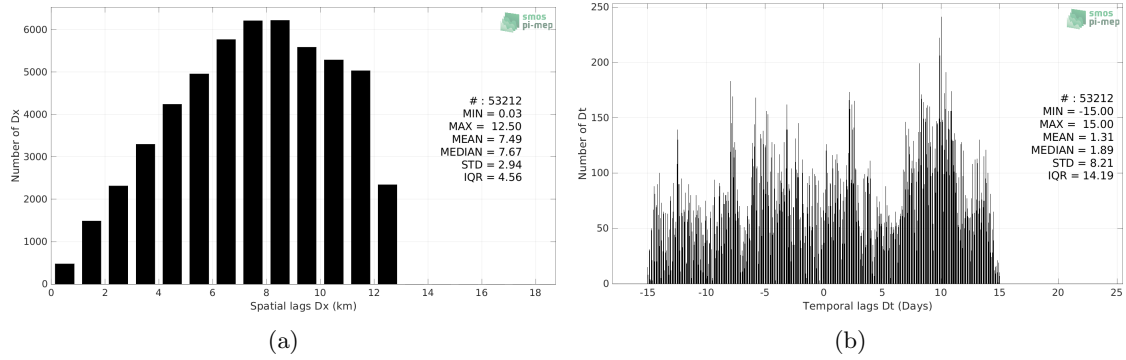 6000
5000
4000
3000
2000
1000
0
Number of Dx
0 2 4 6 8 10 12 14 16 18
Spatial lags Dx (km)
smos
pi-mep
# : 53212
MIN = 0.03
MAX = 12.50
MEAN = 7.49
MEDIAN = 7.67
STD = 2.94
IQR = 4.56
(a)
250
200
150
100
50
0
Number of Dt
-15 -10 -5 0 5 10 15 20 25
Temporal lags Dt (Days)
smos
pi-mep
# : 53212
MIN = -15.00
MAX = 15.00
MEAN = 1.31
MEDIAN = 1.89
STD = 8.21
IQR = 14.19
(b)